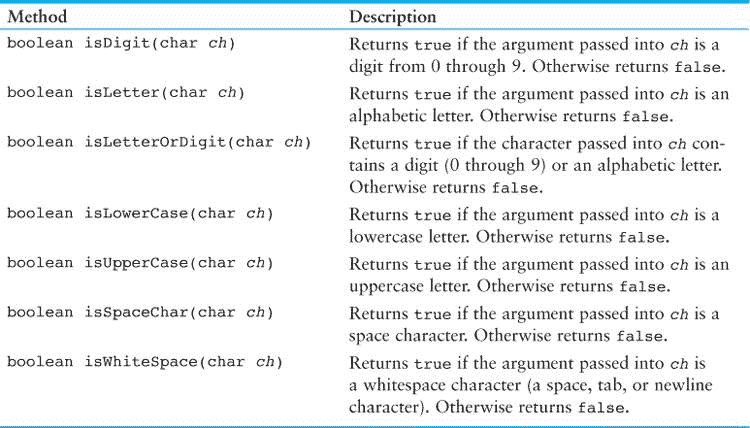 Method Description
boolean isDigit(char ch) Returns true if the argument passed into ch is a
digit from 0 through 9. Otherwise returns false.
boolean isLetter(char ch) Returns true if the argument passed into ch is an
alphabetic letter. Otherwise returns false.
boolean isLetterOrDigit(char ch) Returns true if the character passed into ch con-
tains a digit (0 through 9) or an alphabetic letter.
Otherwise returns false.
boolean isLowerCase(char ch) Returns true if the argument passed into ch is a
lowercase letter. Otherwise returns false.
boolean isUpperCase(char ch) Returns true if the argument passed into ch is an
uppercase letter. Otherwise returns false.
boolean isSpaceChar(char ch) Returns true if the argument passed into ch is a
space character. Otherwise returns false.
boolean isWhiteSpace(char ch) Returns true if the argument passed into ch is
a whitespace character (a space, tab, or newline
character). Otherwise returns false.